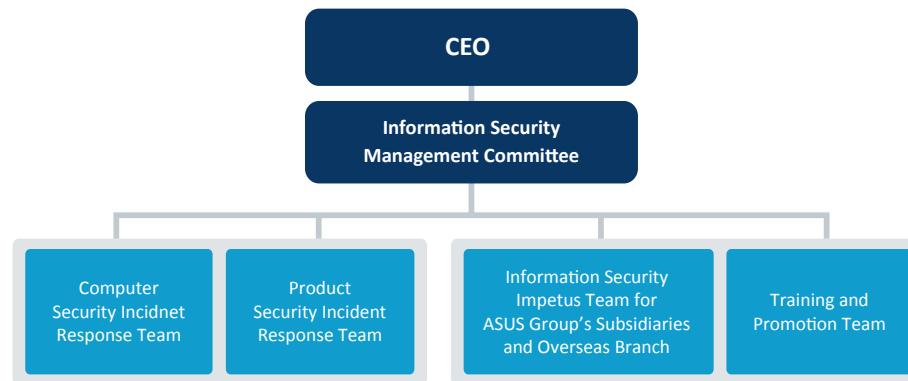 CEO
Information Security
Management Committee
Computer
Security Incidnet
Response Team
Product
Security Incident
Response Team
Information Security
Impetus Team for
ASUS Group's Subsidiaries
and Overseas Branch
Training and
Promotion Team